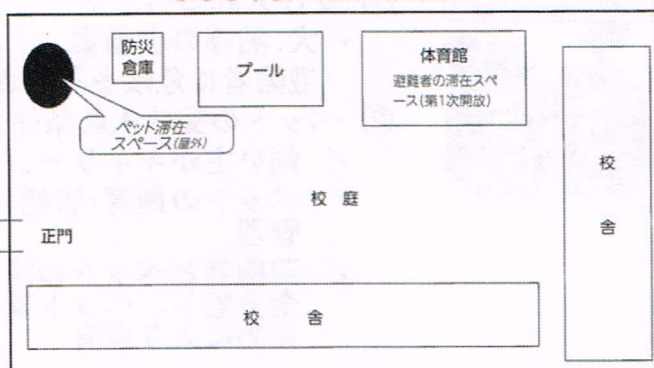 防災
倉庫
プール
体育館
避難者の滞在スペ
ース(第1次開放)
ペット滞在
スペース(屋外)
校
舎
校 庭
正門
校 舎